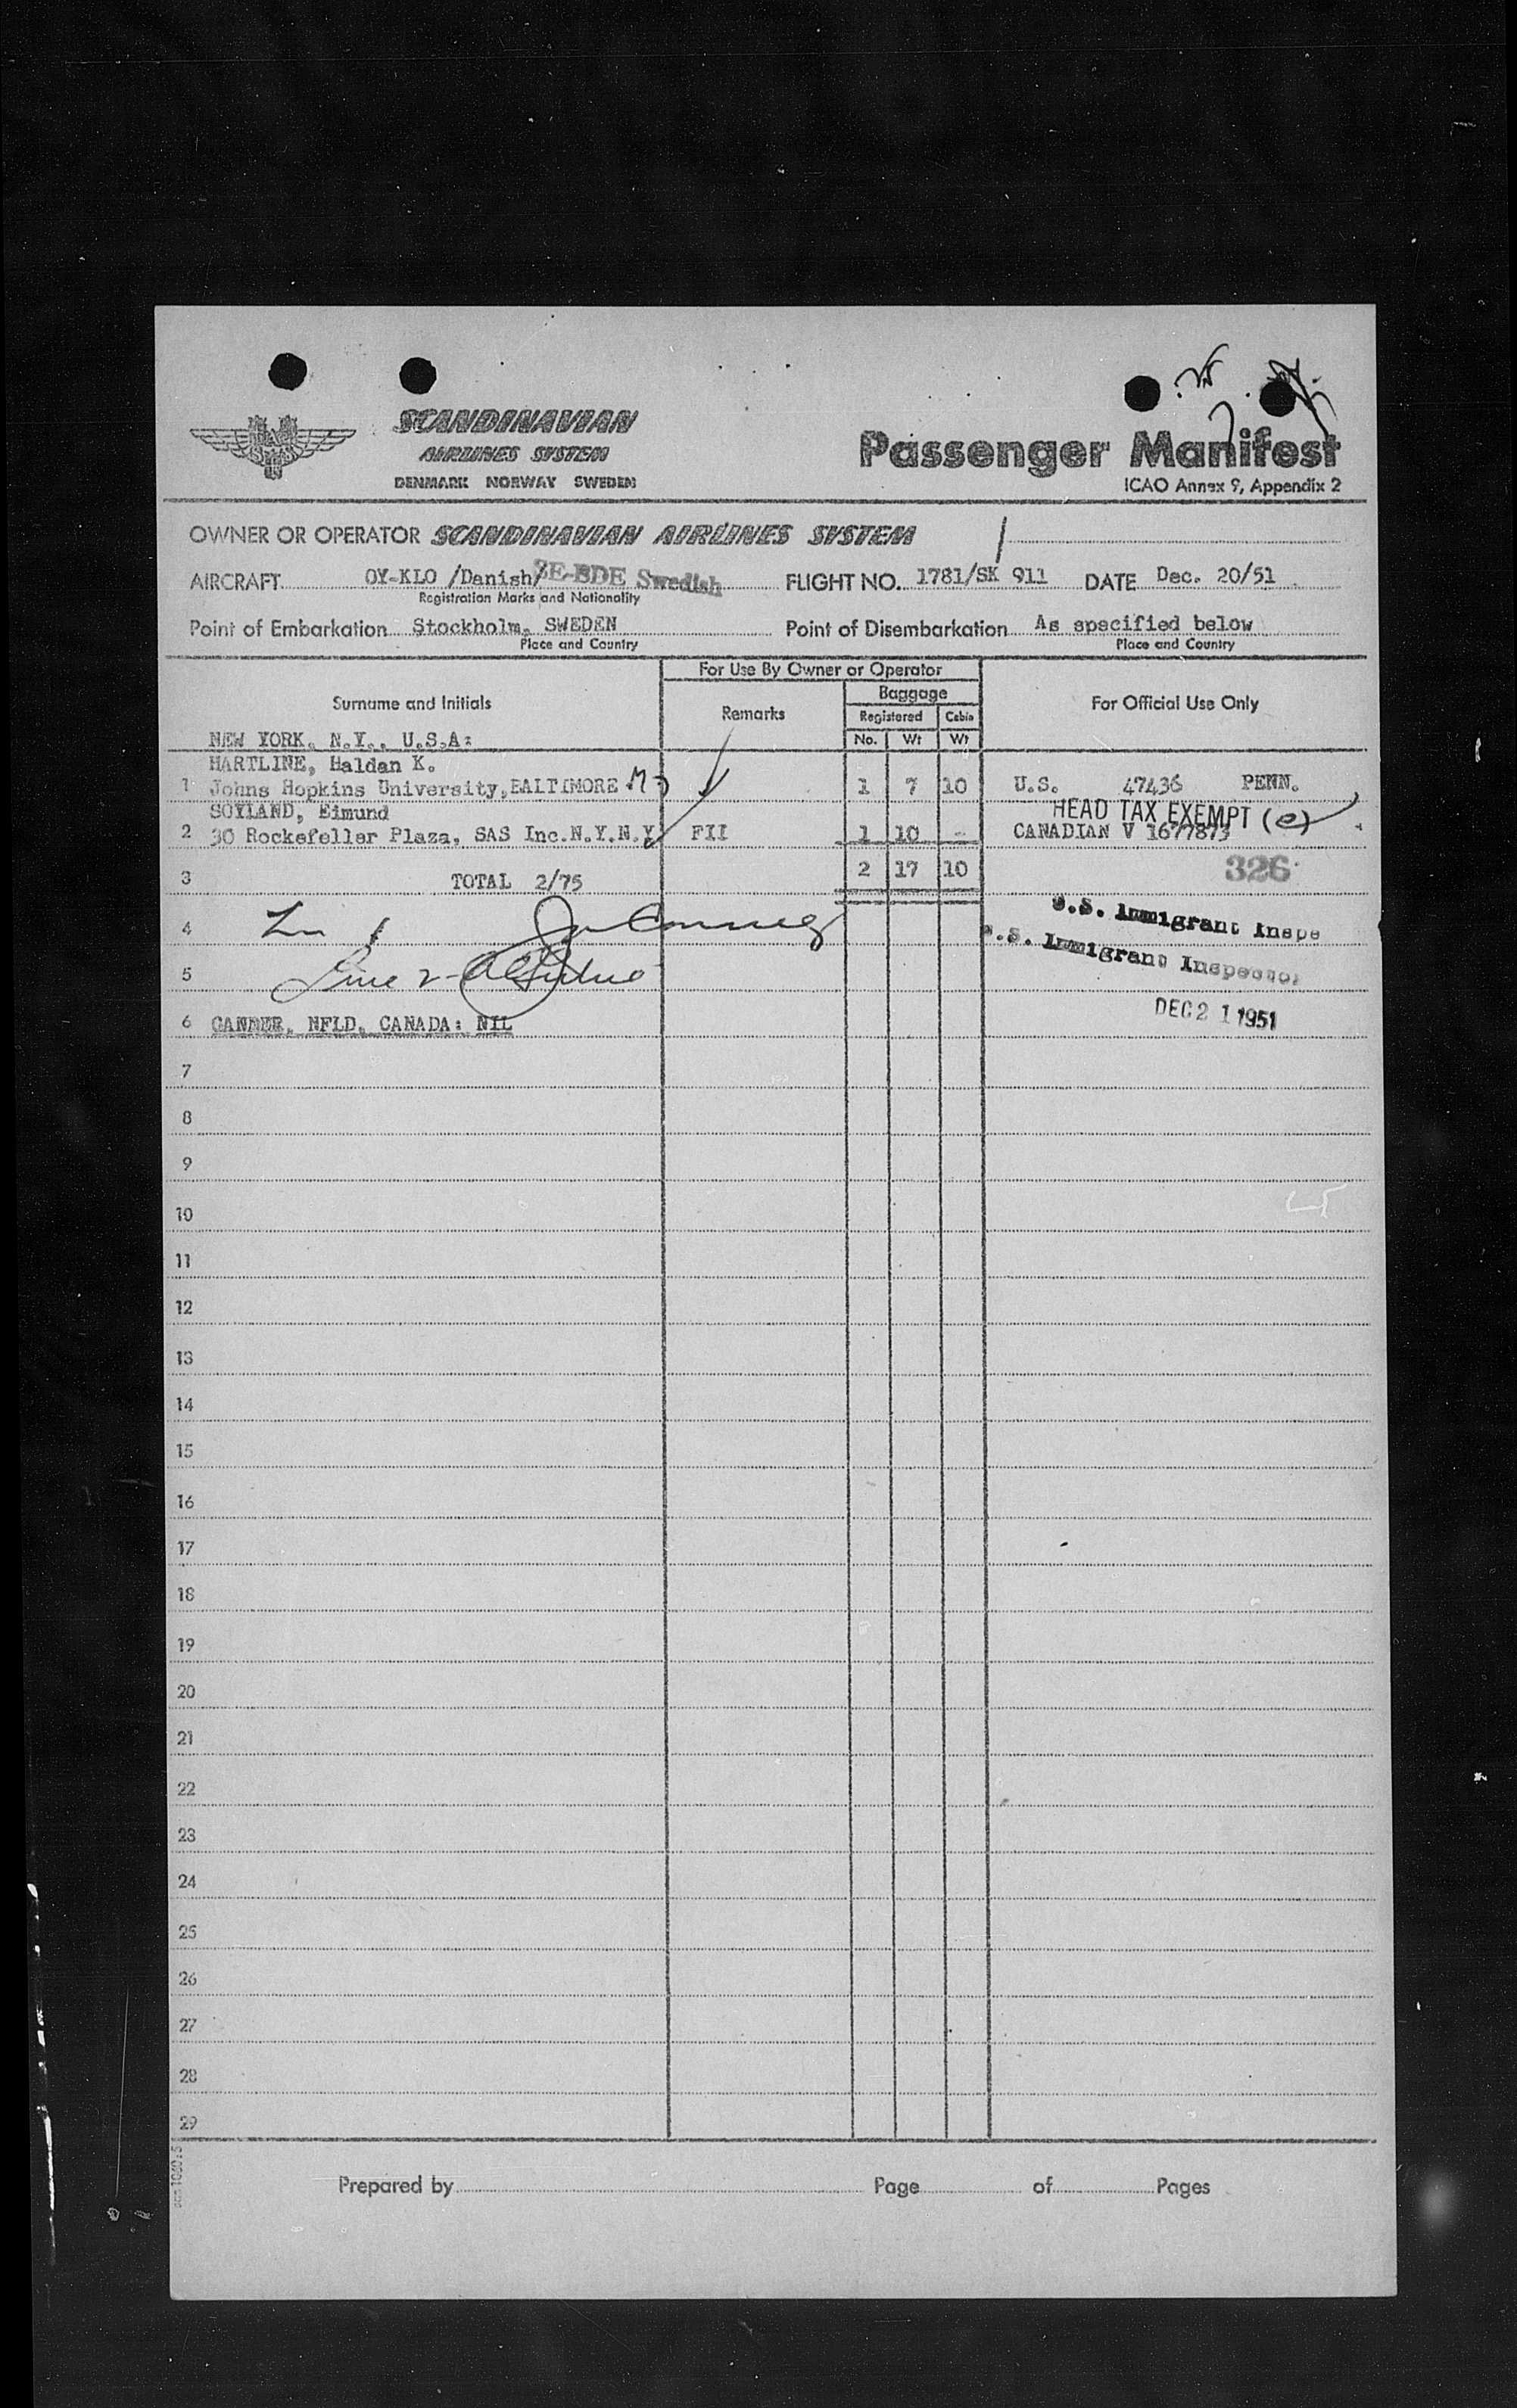 SCANDINAVIAN
AIRLINES SYSTEM
DENMARK NORWAY SWEDEN
Passenger Manifest
ICAO Annex 9, Appendix 2
OWNER OR OPERATOR SCANDINAVIAN AIRLINES SYSTEM
AIRCRAFT OY-KLO /Danish/ SE-BDE Swedish FLIGHT NO. 1781/SK 911 DATE Dec. 20/51
Registration Marks and Nationality
Point of Embarkation Stockholm, SWEDEN Point of Disembarkation As specified below
Place and Country Place and Country
For Use By Owner or Operator
Surname and Initials Remarks Baggage For Official Use Only
Registered Cabin
No. Wt Wt
NEW YORK, N.Y., U.S.A:
HARTLINE, Haldan K.
1 Johns Hopkins University, BALTIMORE MD 1 7 10 U.S. 47436 PENN.
SOYLAND, Eimund HEAD TAX EXEMPT (e)
2 30 Rockefeller Plaza, SAS Inc.N.Y.N.Y. FII 1 10 - CANADIAN V 1677873
3 TOTAL 2/75 2 17 10 326
4 U.S. Immigrant Inspe
5 U.S. Immigrant Inspector
6 GANDER, NFLD, CANADA: NIL DEC 21 1951
7
8
9
10
11
12
13
14
15
16
17
18
19
20
21
22
23
24
25
26
27
28
29
Prepared by Page of Pages